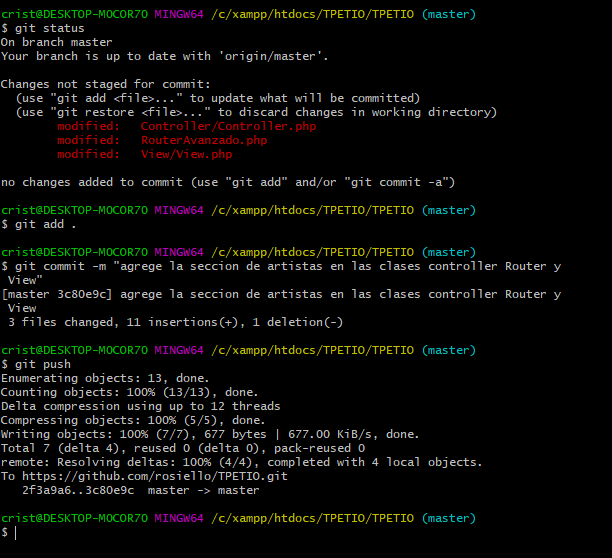 crist@DESKTOP-MOCOR7O MINGW64 /c/xampp/htdocs/TPETIO/TPETIO (master)
$ git status
On branch master
Your branch is up to date with 'origin/master'.
Changes not staged for commit:
(use "git add <file>..." to update what will be committed)
(use "git restore <file>..." to discard changes in working directory)
modified:   Controller/Controller.php
modified:   RouterAvanzado.php
modified:   View/View.php
no changes added to commit (use "git add" and/or "git commit -a")
crist@DESKTOP-MOCOR7O MINGW64 /c/xampp/htdocs/TPETIO/TPETIO (master)
$ git add .
crist@DESKTOP-MOCOR7O MINGW64 /c/xampp/htdocs/TPETIO/TPETIO (master)
$ git commit -m "agrege la seccion de artistas en las clases controller Router y
View"
[master 3c80e9c] agrege la seccion de artistas en las clases controller Router y
View
3 files changed, 11 insertions(+), 1 deletion(-)
crist@DESKTOP-MOCOR7O MINGW64 /c/xampp/htdocs/TPETIO/TPETIO (master)
$ git push
Enumerating objects: 13, done.
Counting objects: 100% (13/13), done.
Delta compression using up to 12 threads
Compressing objects: 100% (5/5), done.
Writing objects: 100% (7/7), 677 bytes | 677.00 KiB/s, done.
Total 7 (delta 4), reused 0 (delta 0), pack-reused 0
remote: Resolving deltas: 100% (4/4), completed with 4 local objects.
To https://github.com/rosiello/TPETIO.git
2f3a9a6..3c80e9c  master -> master
crist@DESKTOP-MOCOR7O MINGW64 /c/xampp/htdocs/TPETIO/TPETIO (master)
$